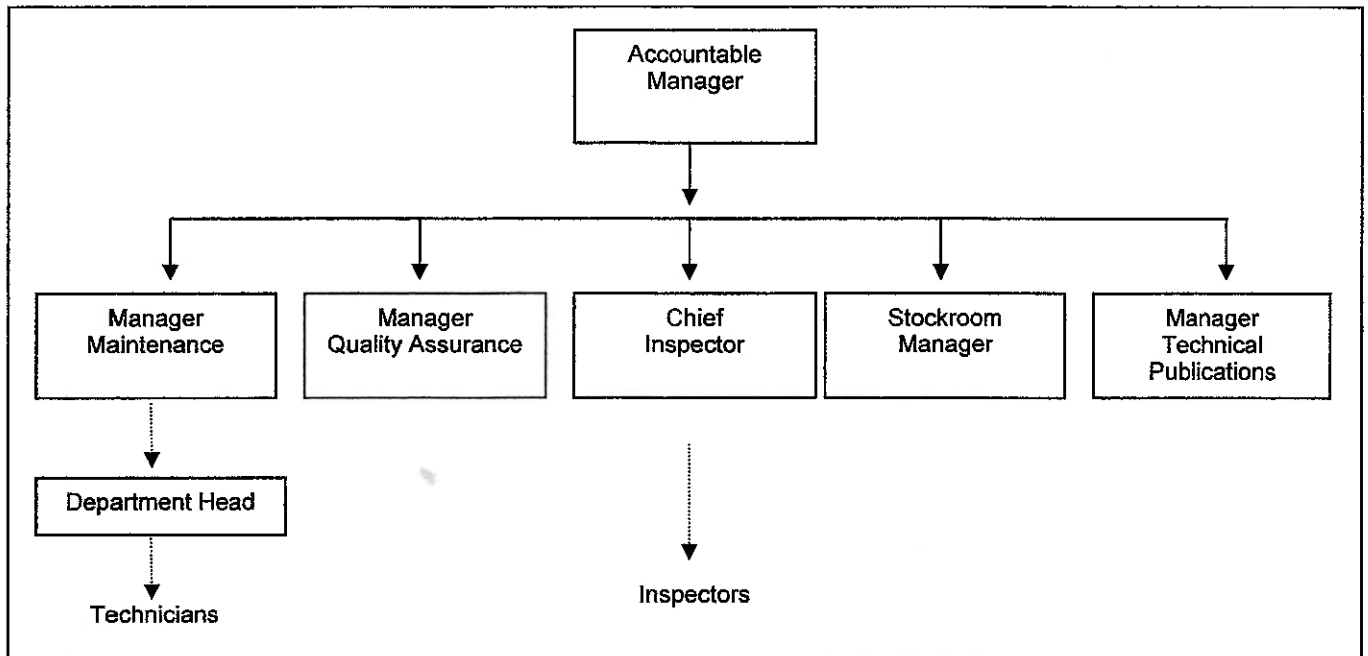 Accountable
Manager
Manager
Maintenance
Manager
Quality Assurance
Chief
Inspector
Stockroom
Manager
Manager
Technical
Publications
Department Head
Technicians
Inspectors